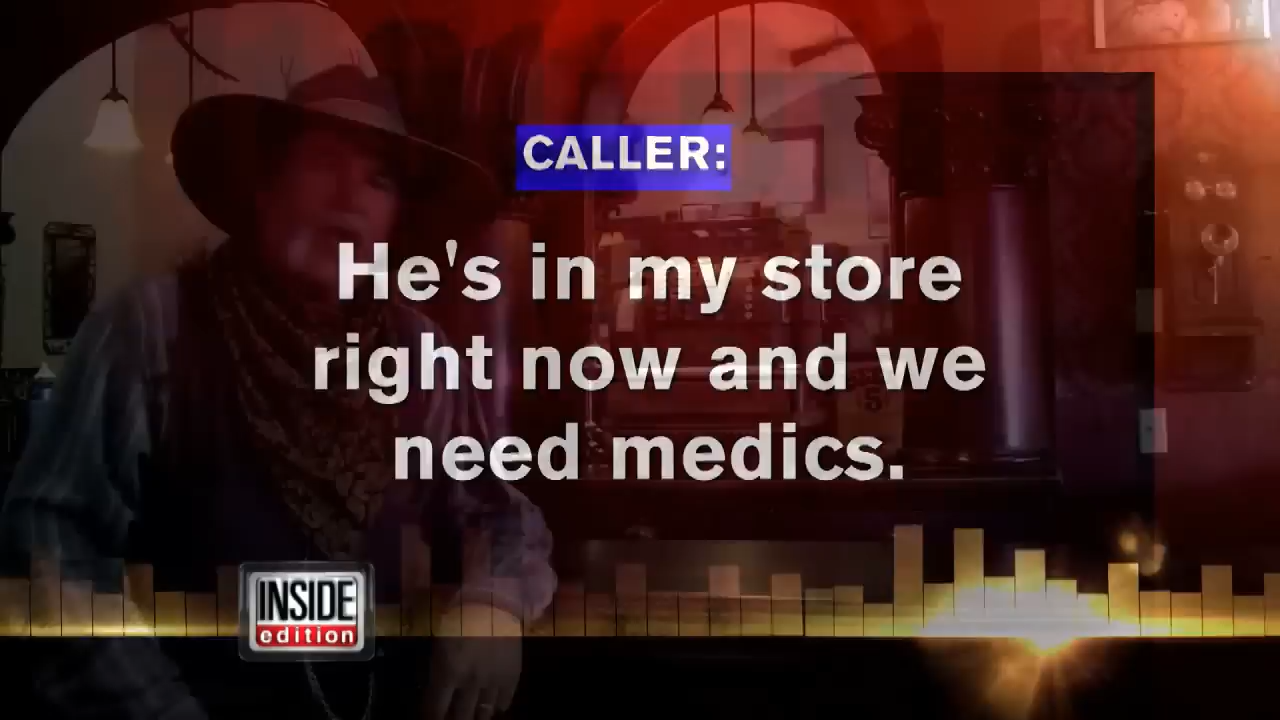 CALLER:
He's in my store
right now and we
need medics.
INSIDE
edition